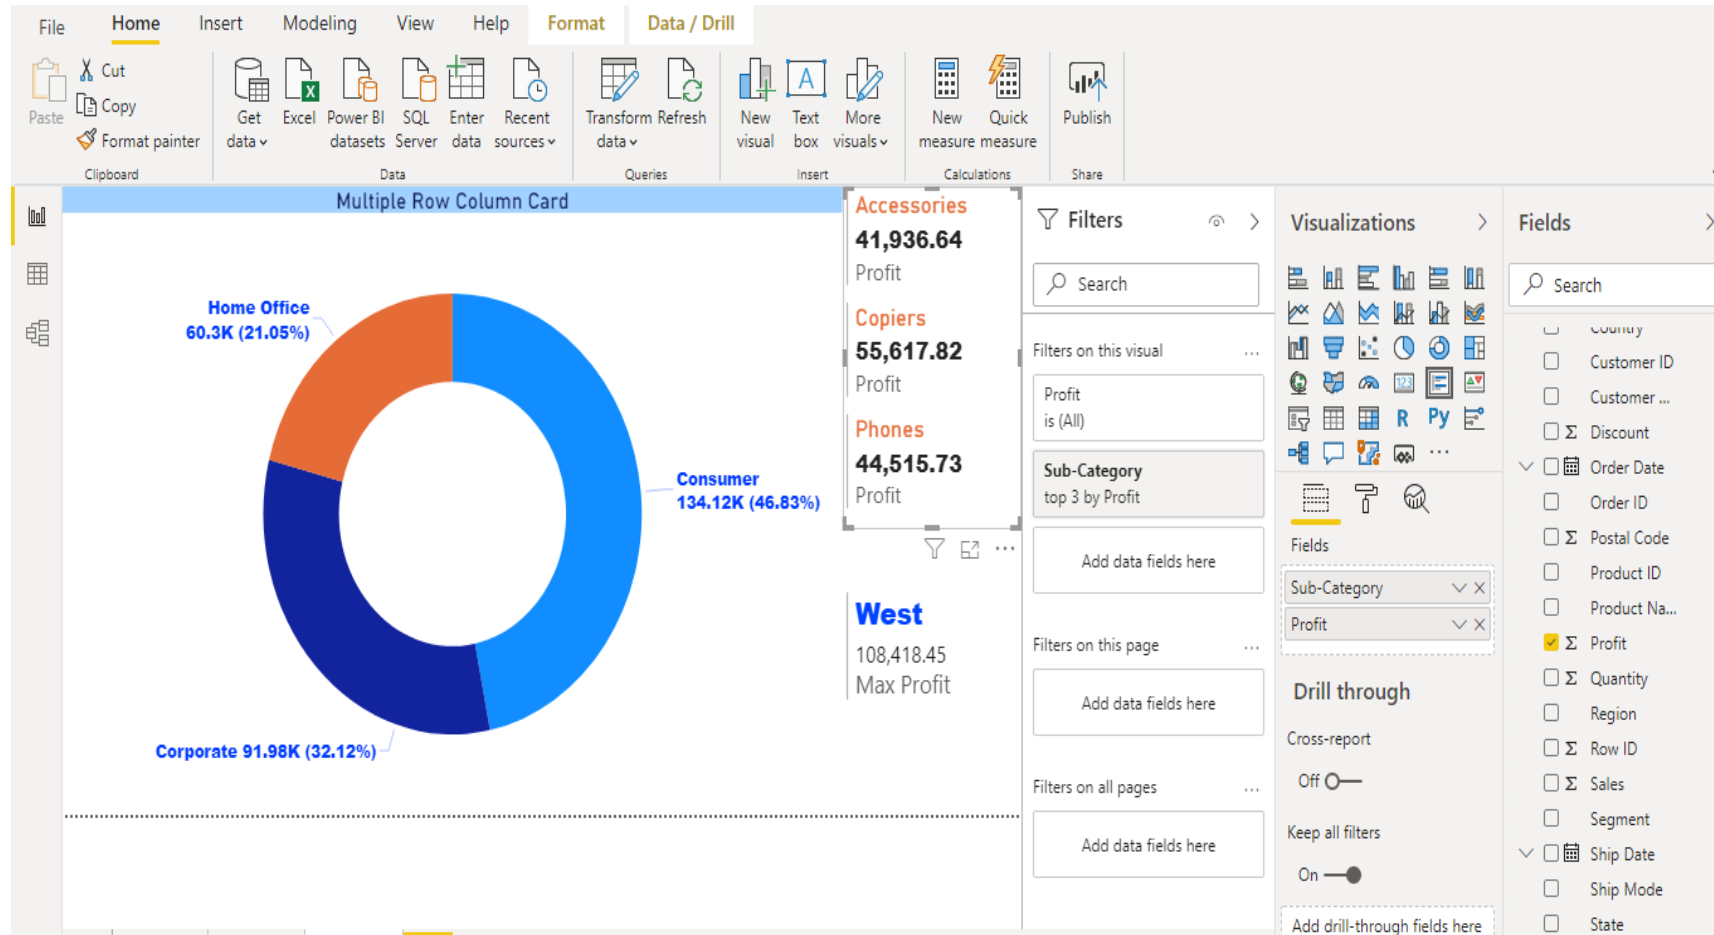 File
Home
Insert
Modeling
View
Help
Format
Data / Drill
Paste
Cut
Copy
Format painter
Clipboard
Get
data
Excel
Power BI
datasets
SQL
Server
Enter
data
Recent
sources
Data
Transform
data
Refresh
Queries
New
visual
Text
box
More
visuals
Insert
New
measure
Quick
measure
Calculations
Publish
Share
Multiple Row Column Card
Home Office
60.3K (21.05%)
Consumer
134.12K (46.83%)
Corporate 91.98K (32.12%)
Accessories
41,936.64
Profit
Copiers
55,617.82
Profit
Phones
44,515.73
Profit
West
108,418.45
Max Profit
Filters
Search
Filters on this visual
Profit
is (All)
Sub-Category
top 3 by Profit
Add data fields here
Filters on this page
Add data fields here
Filters on all pages
Add data fields here
Visualizations
123
R
Py
Fields
Sub-Category
Profit
Drill through
Cross-report
Off
Keep all filters
On
Add drill-through fields here
Fields
Search
Country
Customer ID
Customer ...
Discount
Order Date
Order ID
Postal Code
Product ID
Product Na...
Profit
Quantity
Region
Row ID
Sales
Segment
Ship Date
Ship Mode
State